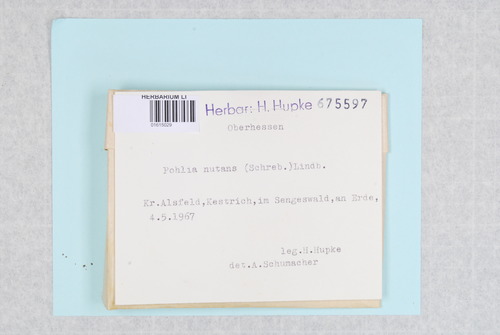 HERBARIUM LI
Herbar: H. Hupke 675597
Oberhessen
Pohlia nutans (Schreb.)Lindb.
Kr.Alsfeld,Kestrich,im Sengeswald,an Erde,
4.5.1967
leg.H.Hupke
det.A.Schumacher